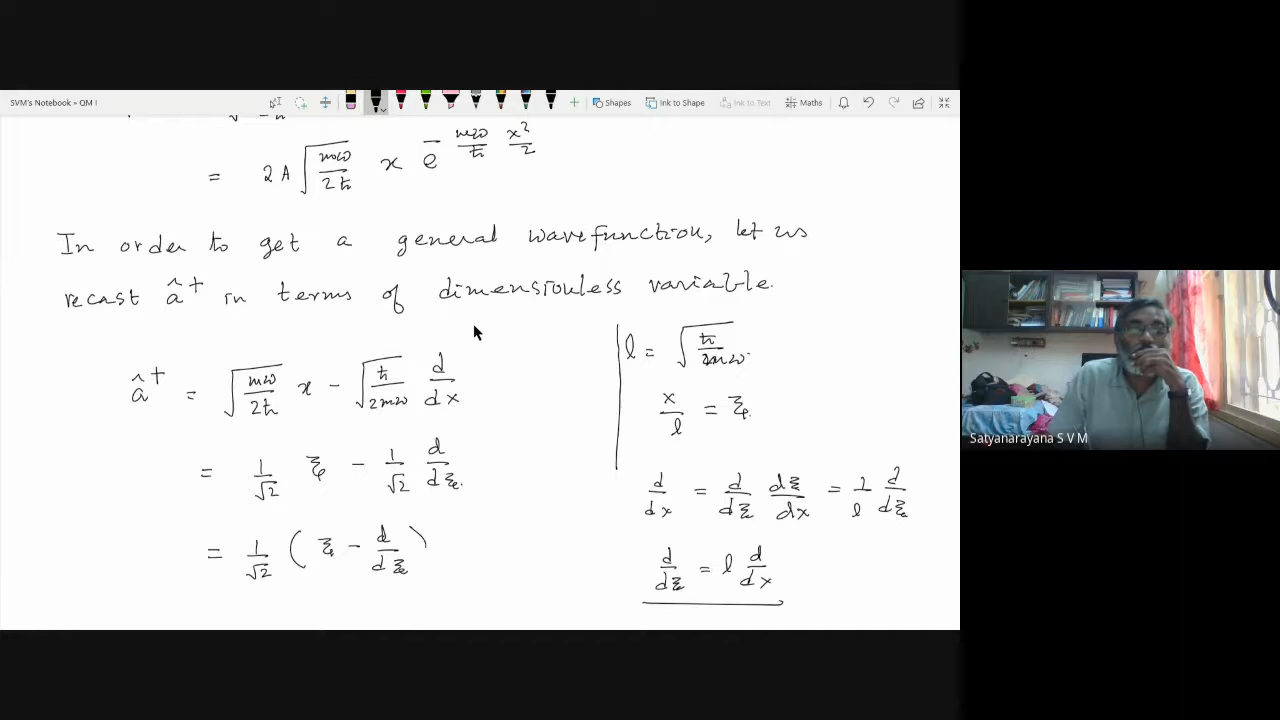 SVM's Notebook » QM I
Shapes
Ink to Shape
Ink to Text
Maths
= 2A √(mω/2ħ) x e^(− mω/ħ x²/2)
In order to get a general wavefunction, let us
recast â† in terms of dimensionless variable.
â† = √(mω/2ħ) x − √(ħ/2mω) d/dx
= 1/√2 ξ − 1/√2 d/dξ
= 1/√2 (ξ − d/dξ)
l = √(ħ/mω)
x/l = ξ
d/dx = d/dξ dξ/dx = 1/l d/dξ
d/dξ = l d/dx
Satyanarayana S V M